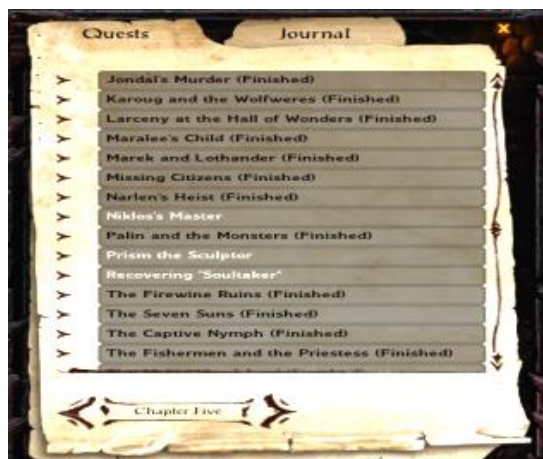 Quests Journal
Jondal's Murder (Finished)
Karoug and the Wolfweres (Finished)
Larceny at the Hall of Wonders (Finished)
Maralee's Child (Finished)
Marek and Lothander (Finished)
Missing Citizens (Finished)
Narlen's Heist (Finished)
Niklos's Master
Palin and the Monsters (Finished)
Prism the Sculptor
Recovering "Soultaker"
The Firewine Ruins (Finished)
The Seven Suns (Finished)
The Captive Nymph (Finished)
The Fishermen and the Priestess (Finished)
Chapter Five